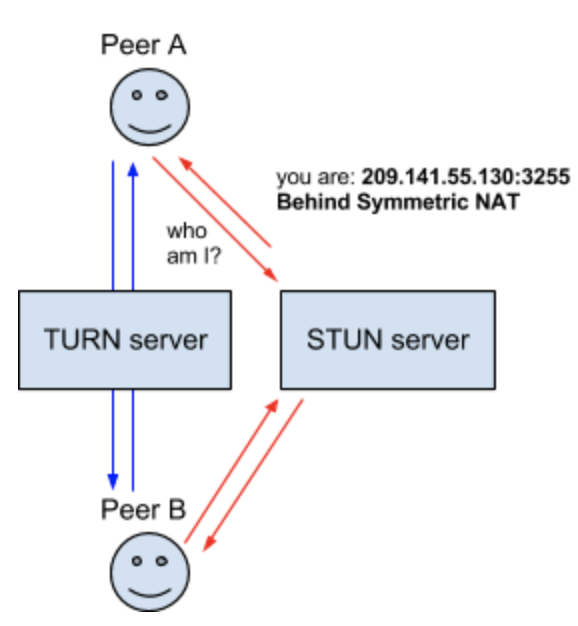 Peer A
you are: 209.141.55.130:3255
Behind Symmetric NAT
who
am I?
TURN server
STUN server
Peer B